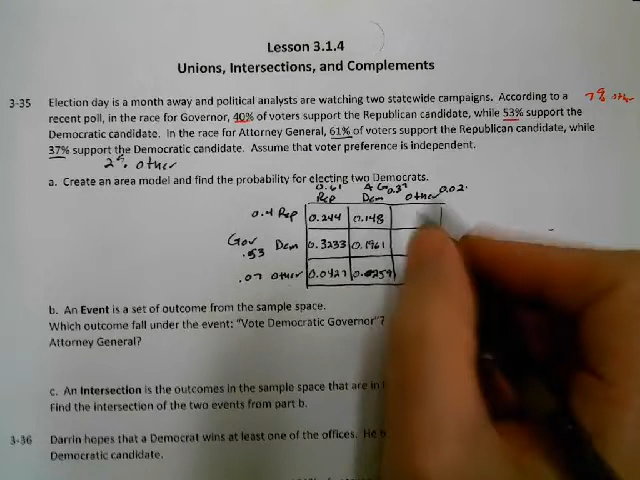 Lesson 3.1.4
Unions, Intersections, and Complements
3-35 Election day is a month away and political analysts are watching two statewide campaigns. According to a 7% other
recent poll, in the race for Governor, 40% of voters support the Republican candidate, while 53% support the
Democratic candidate. In the race for Attorney General, 61% of voters support the Republican candidate, while
37% support the Democratic candidate. Assume that voter preference is independent.
2% other
a. Create an area model and find the probability for electing two Democrats.
0.61 AG 0.37 0.02
Rep Dem Other
0.4 Rep 0.244 0.148
Gov .53 Dem 0.3233 0.1961
.07 Other 0.0427 0.0259
b. An Event is a set of outcome from the sample space.
Which outcome fall under the event: "Vote Democratic Governor"?
Attorney General?
c. An Intersection is the outcomes in the sample space that are in
Find the intersection of the two events from part b.
3-36 Darrin hopes that a Democrat wins at least one of the offices. He
Democratic candidate.